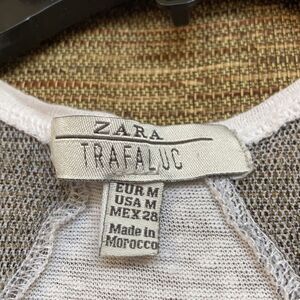 ZARA
TRAFALUC
EUR M
USA M
MEX 28
Made in
Morocco